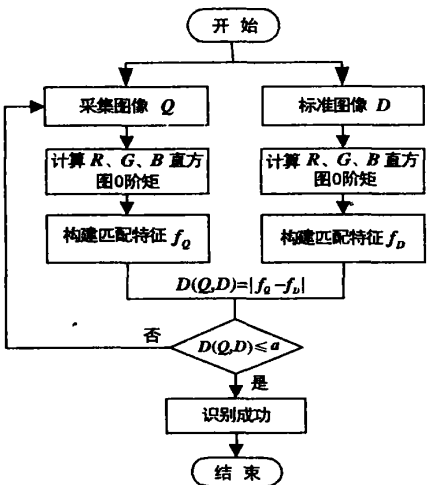 开 始
采集图像 Q
标准图像 D
计算 R、G、B 直方
图0阶矩
计算 R、G、B 直方
图0阶矩
构建匹配特征 f_Q
构建匹配特征 f_D
D(Q,D)=|f_Q-f_D|
否
D(Q,D)≤a
是
识别成功
结 束